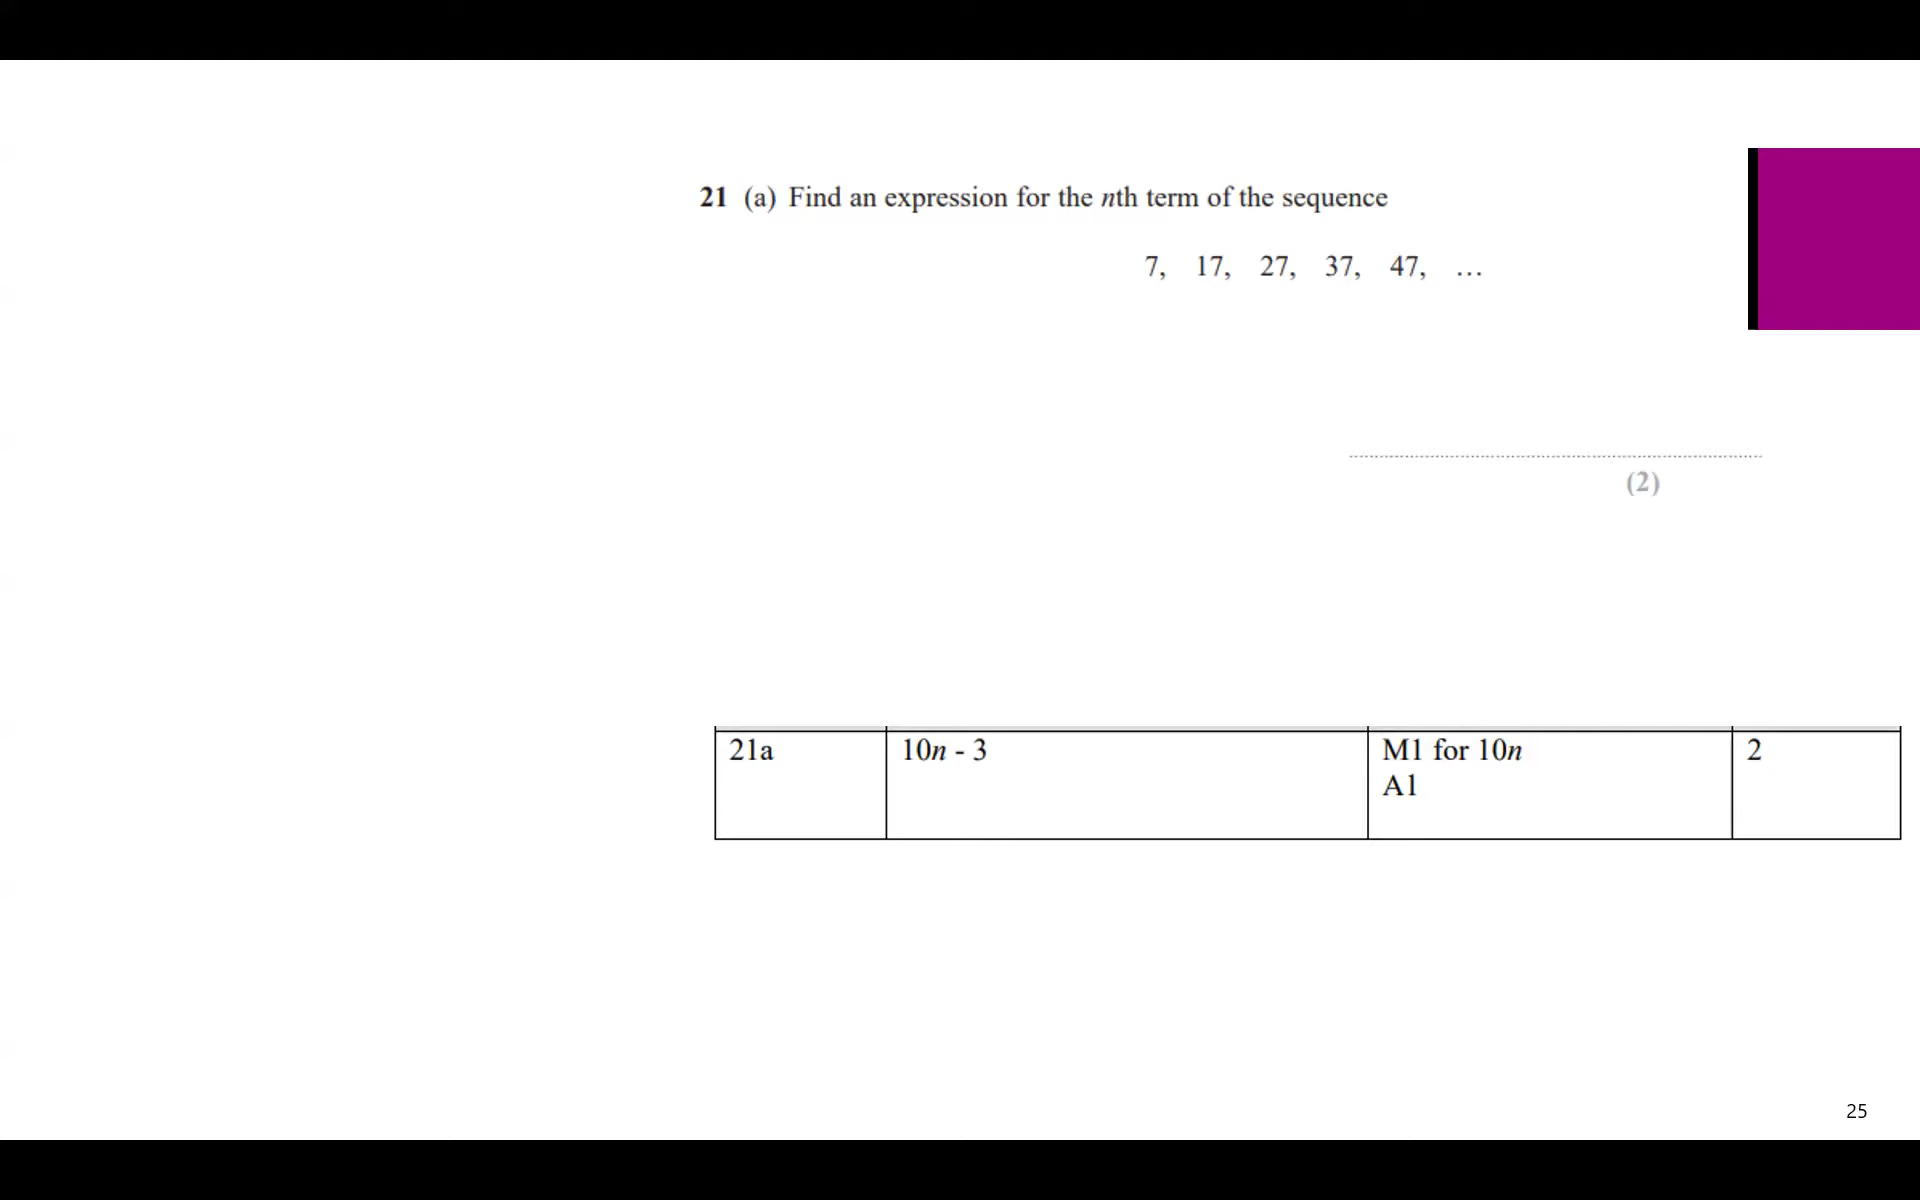 21 (a) Find an expression for the nth term of the sequence
7, 17, 27, 37, 47, …
(2)
21a 10n - 3 M1 for 10n 2
A1
25